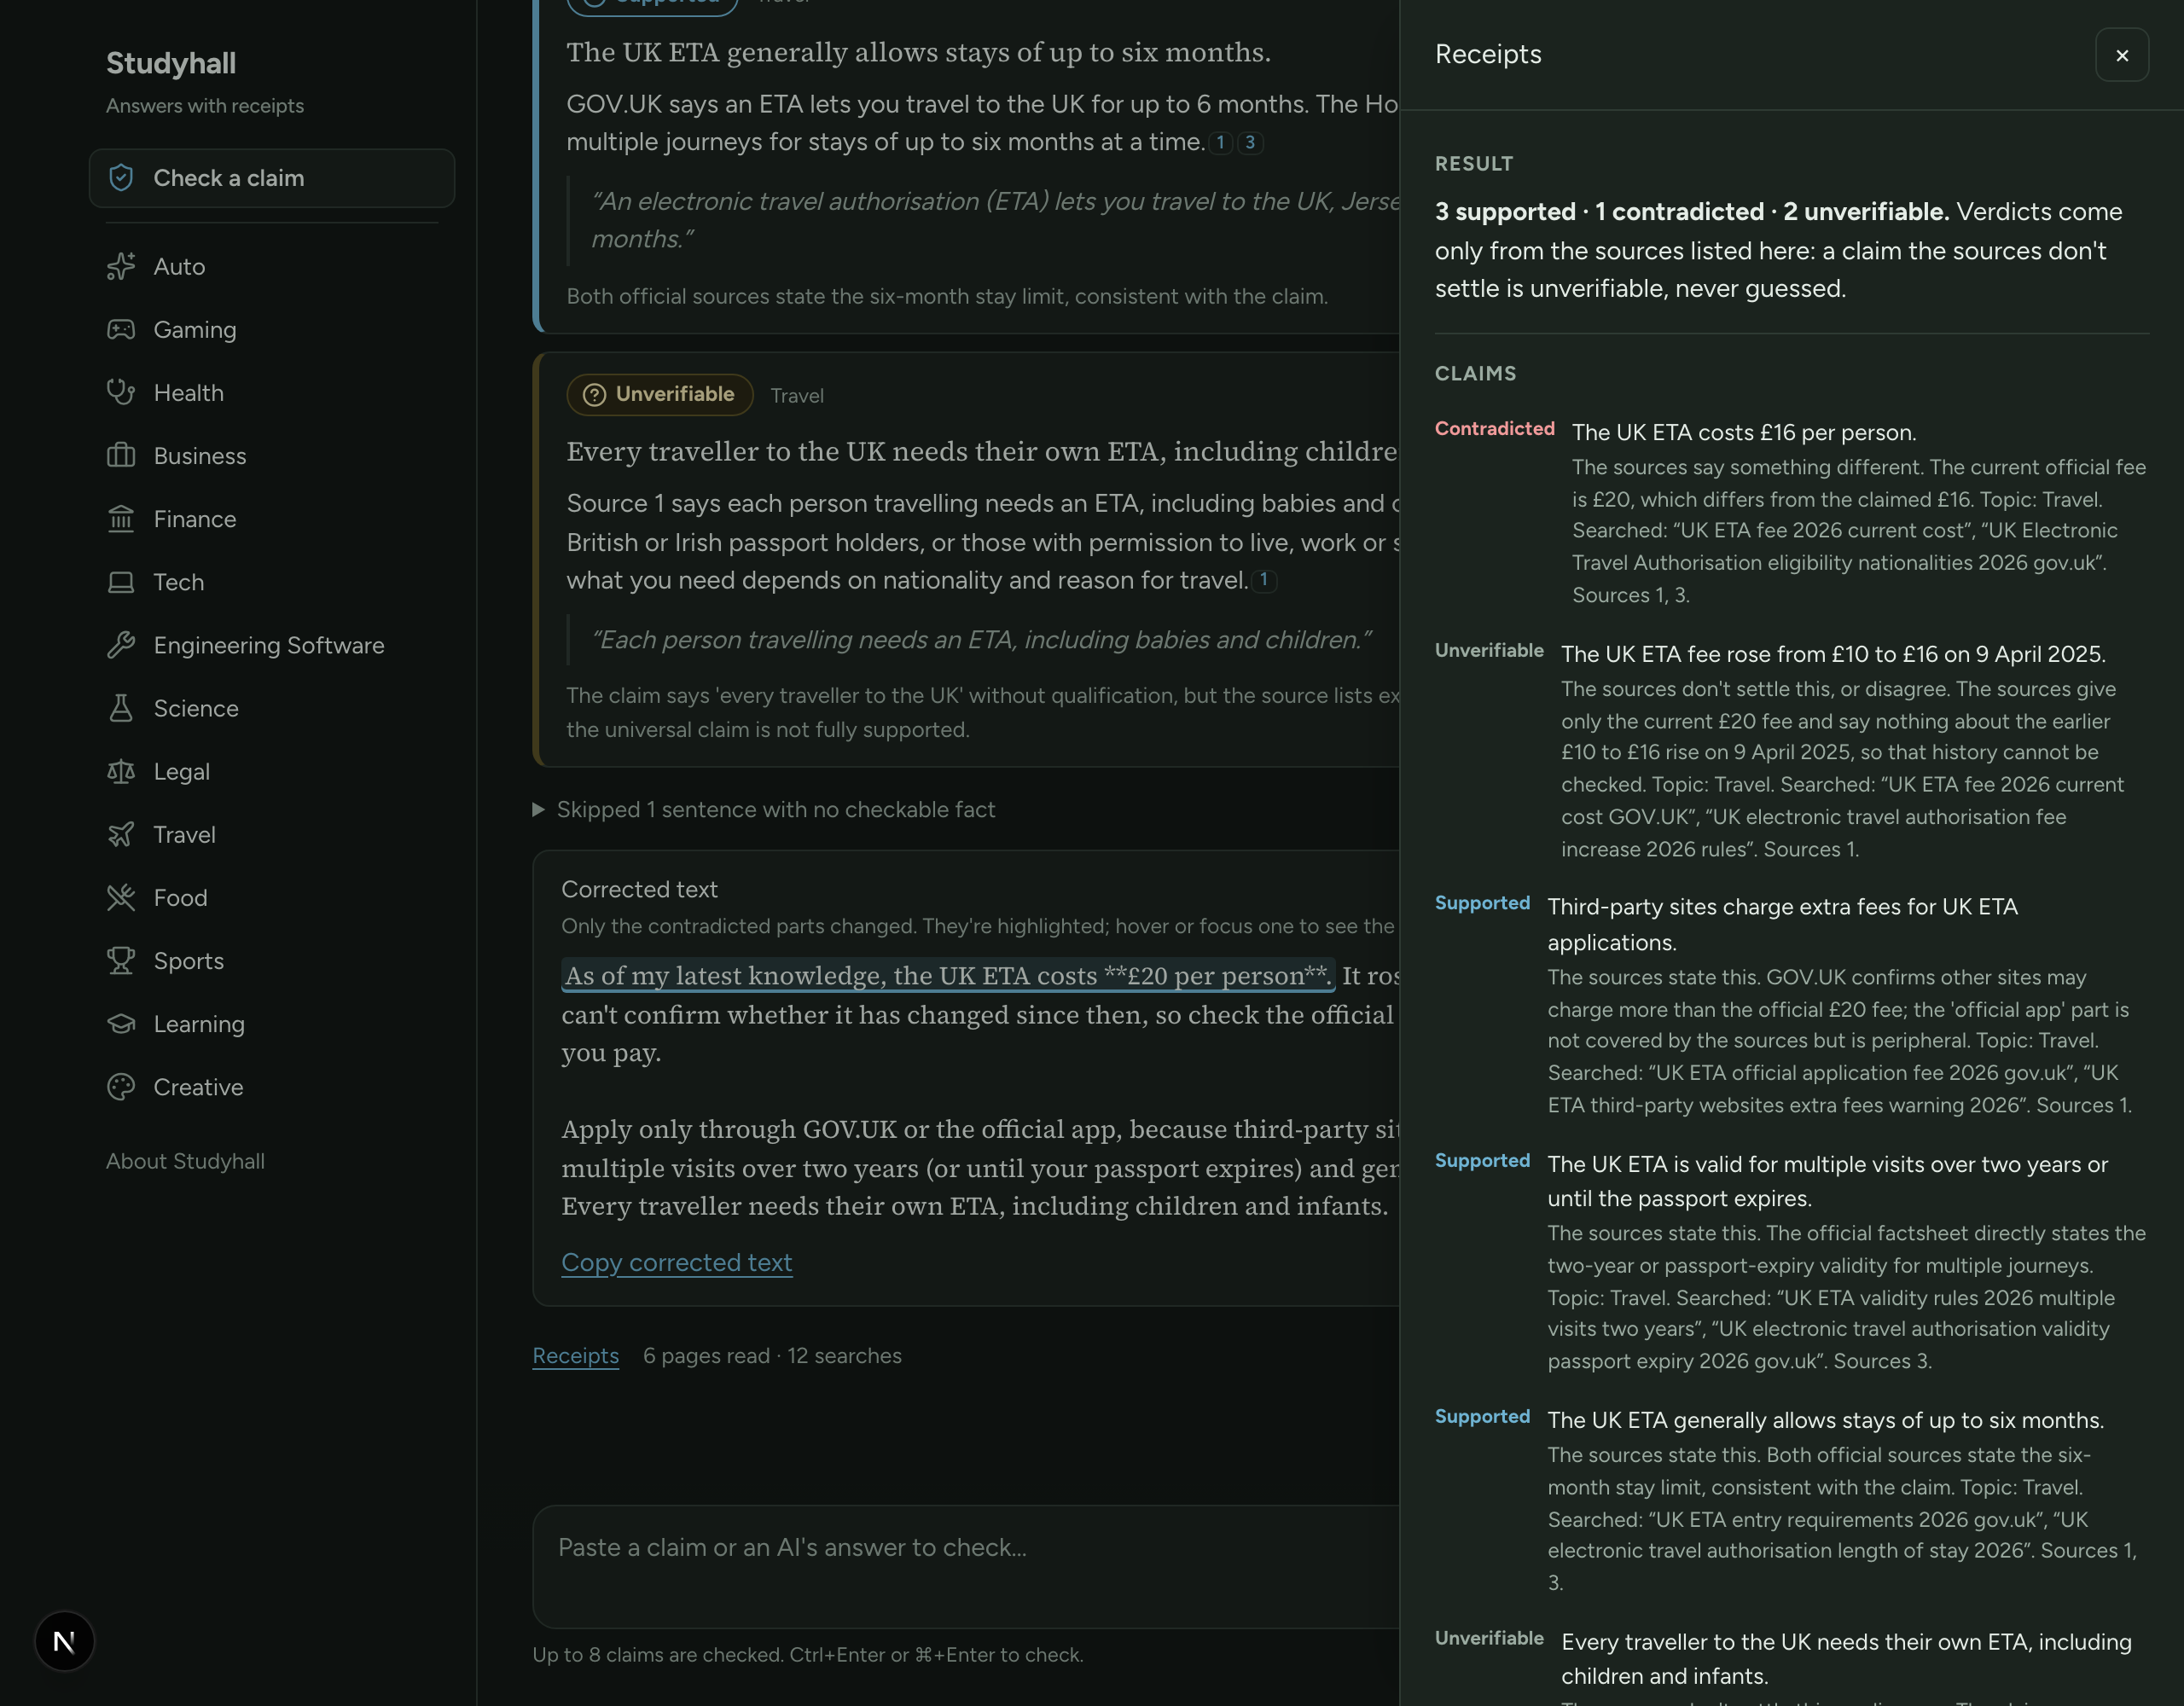 Studyhall
Answers with receipts
Check a claim
Auto
Gaming
Health
Business
Finance
Tech
Engineering Software
Science
Legal
Travel
Food
Sports
Learning
Creative
About Studyhall
N
The UK ETA generally allows stays of up to six months.
GOV.UK says an ETA lets you travel to the UK for up to 6 months. The Ho
multiple journeys for stays of up to six months at a time. 1 3
“An electronic travel authorisation (ETA) lets you travel to the UK, Jerse
months.”
Both official sources state the six-month stay limit, consistent with the claim.
Unverifiable Travel
Every traveller to the UK needs their own ETA, including childre
Source 1 says each person travelling needs an ETA, including babies and c
British or Irish passport holders, or those with permission to live, work or s
what you need depends on nationality and reason for travel. 1
“Each person travelling needs an ETA, including babies and children.”
The claim says 'every traveller to the UK' without qualification, but the source lists ex
the universal claim is not fully supported.
▶ Skipped 1 sentence with no checkable fact
Corrected text
Only the contradicted parts changed. They're highlighted; hover or focus one to see the
As of my latest knowledge, the UK ETA costs **£20 per person**. It ros
can't confirm whether it has changed since then, so check the official
you pay.
Apply only through GOV.UK or the official app, because third-party sit
multiple visits over two years (or until your passport expires) and gen
Every traveller needs their own ETA, including children and infants.
Copy corrected text
Receipts 6 pages read · 12 searches
Paste a claim or an AI's answer to check...
Up to 8 claims are checked. Ctrl+Enter or ⌘+Enter to check.
Receipts
×
RESULT
3 supported · 1 contradicted · 2 unverifiable. Verdicts come
only from the sources listed here: a claim the sources don't
settle is unverifiable, never guessed.
CLAIMS
Contradicted The UK ETA costs £16 per person.
The sources say something different. The current official fee
is £20, which differs from the claimed £16. Topic: Travel.
Searched: “UK ETA fee 2026 current cost”, “UK Electronic
Travel Authorisation eligibility nationalities 2026 gov.uk”.
Sources 1, 3.
Unverifiable The UK ETA fee rose from £10 to £16 on 9 April 2025.
The sources don't settle this, or disagree. The sources give
only the current £20 fee and say nothing about the earlier
£10 to £16 rise on 9 April 2025, so that history cannot be
checked. Topic: Travel. Searched: “UK ETA fee 2026 current
cost GOV.UK”, “UK electronic travel authorisation fee
increase 2026 rules”. Sources 1.
Supported Third-party sites charge extra fees for UK ETA
applications.
The sources state this. GOV.UK confirms other sites may
charge more than the official £20 fee; the 'official app' part is
not covered by the sources but is peripheral. Topic: Travel.
Searched: “UK ETA official application fee 2026 gov.uk”, “UK
ETA third-party websites extra fees warning 2026”. Sources 1.
Supported The UK ETA is valid for multiple visits over two years or
until the passport expires.
The sources state this. The official factsheet directly states the
two-year or passport-expiry validity for multiple journeys.
Topic: Travel. Searched: “UK ETA validity rules 2026 multiple
visits two years”, “UK electronic travel authorisation validity
passport expiry 2026 gov.uk”. Sources 3.
Supported The UK ETA generally allows stays of up to six months.
The sources state this. Both official sources state the six-
month stay limit, consistent with the claim. Topic: Travel.
Searched: “UK ETA entry requirements 2026 gov.uk”, “UK
electronic travel authorisation length of stay 2026”. Sources 1,
3.
Unverifiable Every traveller to the UK needs their own ETA, including
children and infants.